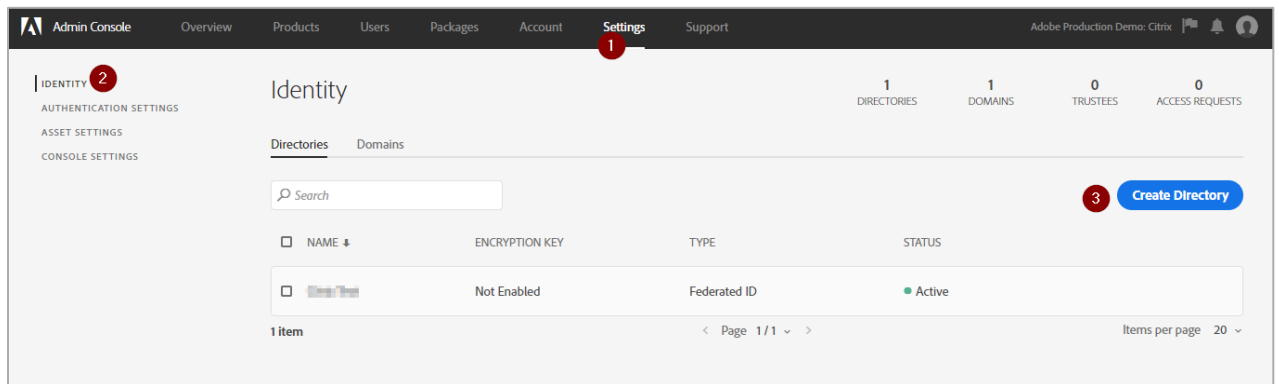 Admin Console Overview Products Users Packages Account Settings Support Adobe Production Demo: Citrix
1
IDENTITY 2
AUTHENTICATION SETTINGS
ASSET SETTINGS
CONSOLE SETTINGS
Identity
1 1 0 0
DIRECTORIES DOMAINS TRUSTEES ACCESS REQUESTS
Directories Domains
Search
3 Create Directory
NAME ENCRYPTION KEY TYPE STATUS
Not Enabled Federated ID Active
1 item < Page 1 / 1 > Items per page 20